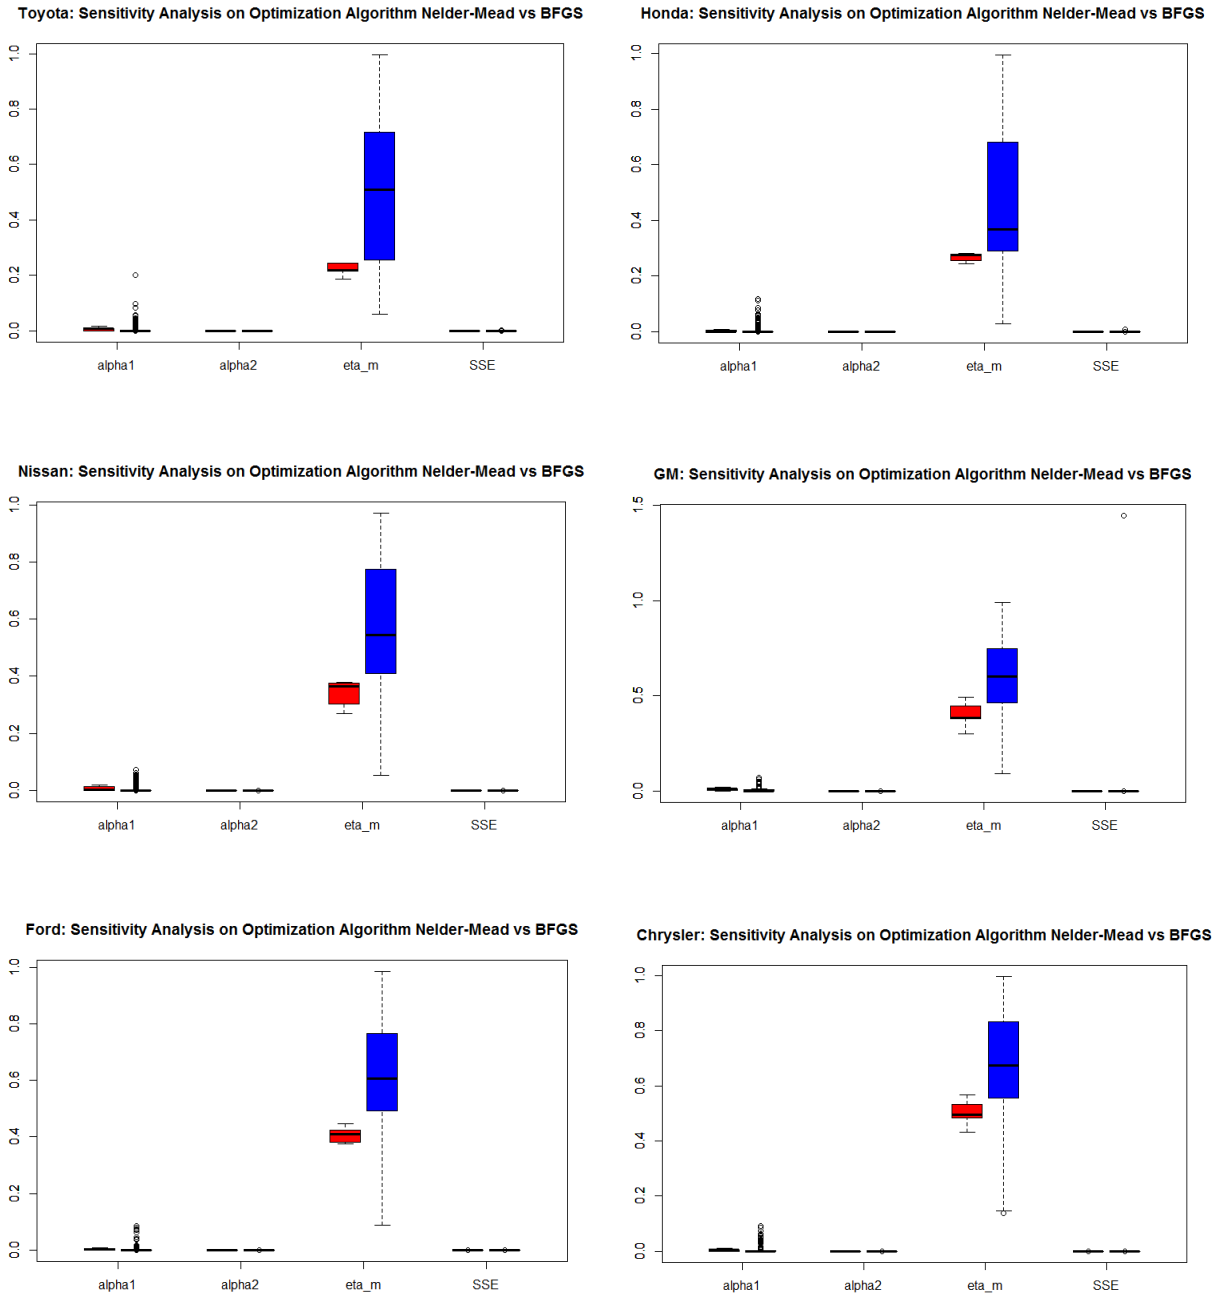 Toyota: Sensitivity Analysis on Optimization Algorithm Nelder-Mead vs BFGS
1.0
0.8
0.6
0.4
0.2
0.0
alpha1 alpha2 eta_m SSE
Honda: Sensitivity Analysis on Optimization Algorithm Nelder-Mead vs BFGS
1.0
0.8
0.6
0.4
0.2
0.0
alpha1 alpha2 eta_m SSE
Nissan: Sensitivity Analysis on Optimization Algorithm Nelder-Mead vs BFGS
1.0
0.8
0.6
0.4
0.2
0.0
alpha1 alpha2 eta_m SSE
GM: Sensitivity Analysis on Optimization Algorithm Nelder-Mead vs BFGS
1.5
1.0
0.5
0.0
alpha1 alpha2 eta_m SSE
Ford: Sensitivity Analysis on Optimization Algorithm Nelder-Mead vs BFGS
1.0
0.8
0.6
0.4
0.2
0.0
alpha1 alpha2 eta_m SSE
Chrysler: Sensitivity Analysis on Optimization Algorithm Nelder-Mead vs BFGS
1.0
0.8
0.6
0.4
0.2
0.0
alpha1 alpha2 eta_m SSE